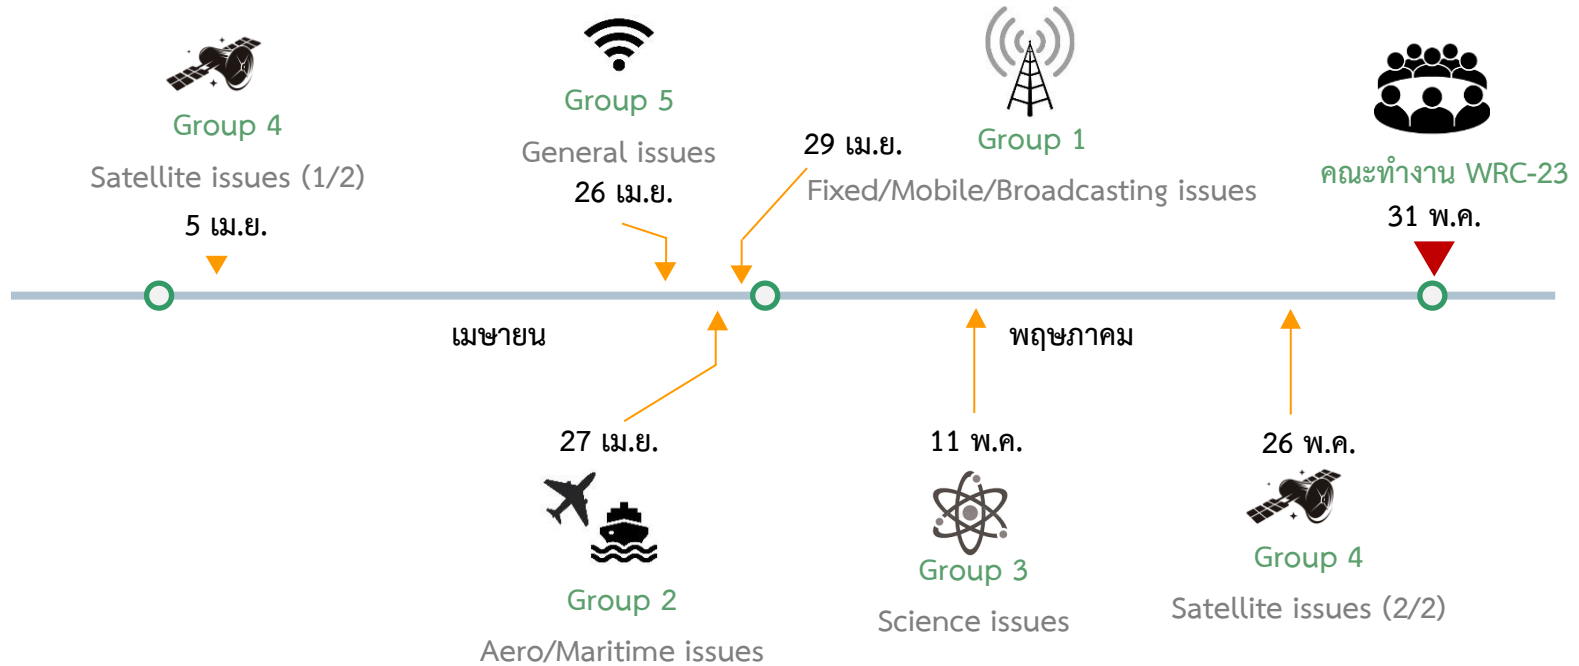 Group 4
Satellite issues (1/2)
5 เม.ย.
Group 5
General issues
26 เม.ย.
29 เม.ย.
Group 1
Fixed/Mobile/Broadcasting issues
คณะทำงาน WRC-23
31 พ.ค.
เมษายน
พฤษภาคม
27 เม.ย.
Group 2
Aero/Maritime issues
11 พ.ค.
Group 3
Science issues
26 พ.ค.
Group 4
Satellite issues (2/2)